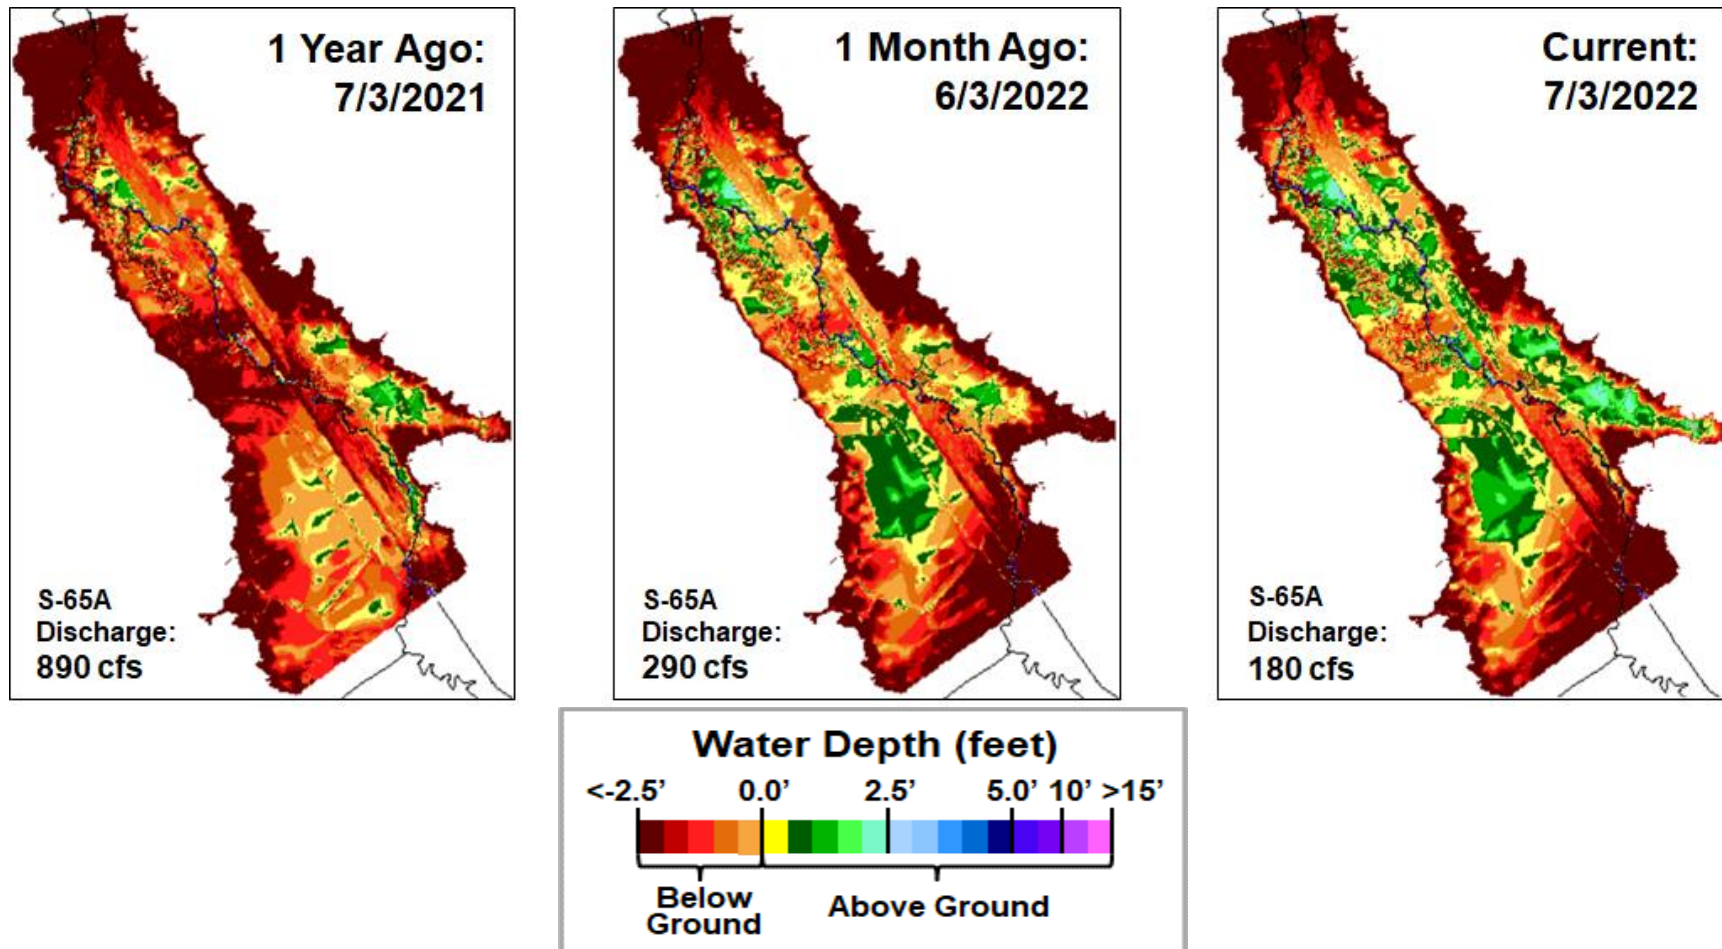 1 Year Ago:
7/3/2021
S-65A
Discharge:
890 cfs
1 Month Ago:
6/3/2022
S-65A
Discharge:
290 cfs
Current:
7/3/2022
S-65A
Discharge:
180 cfs
Water Depth (feet)
<-2.5’ 0.0’ 2.5’ 5.0’ 10’ >15’
Below
Ground
Above Ground